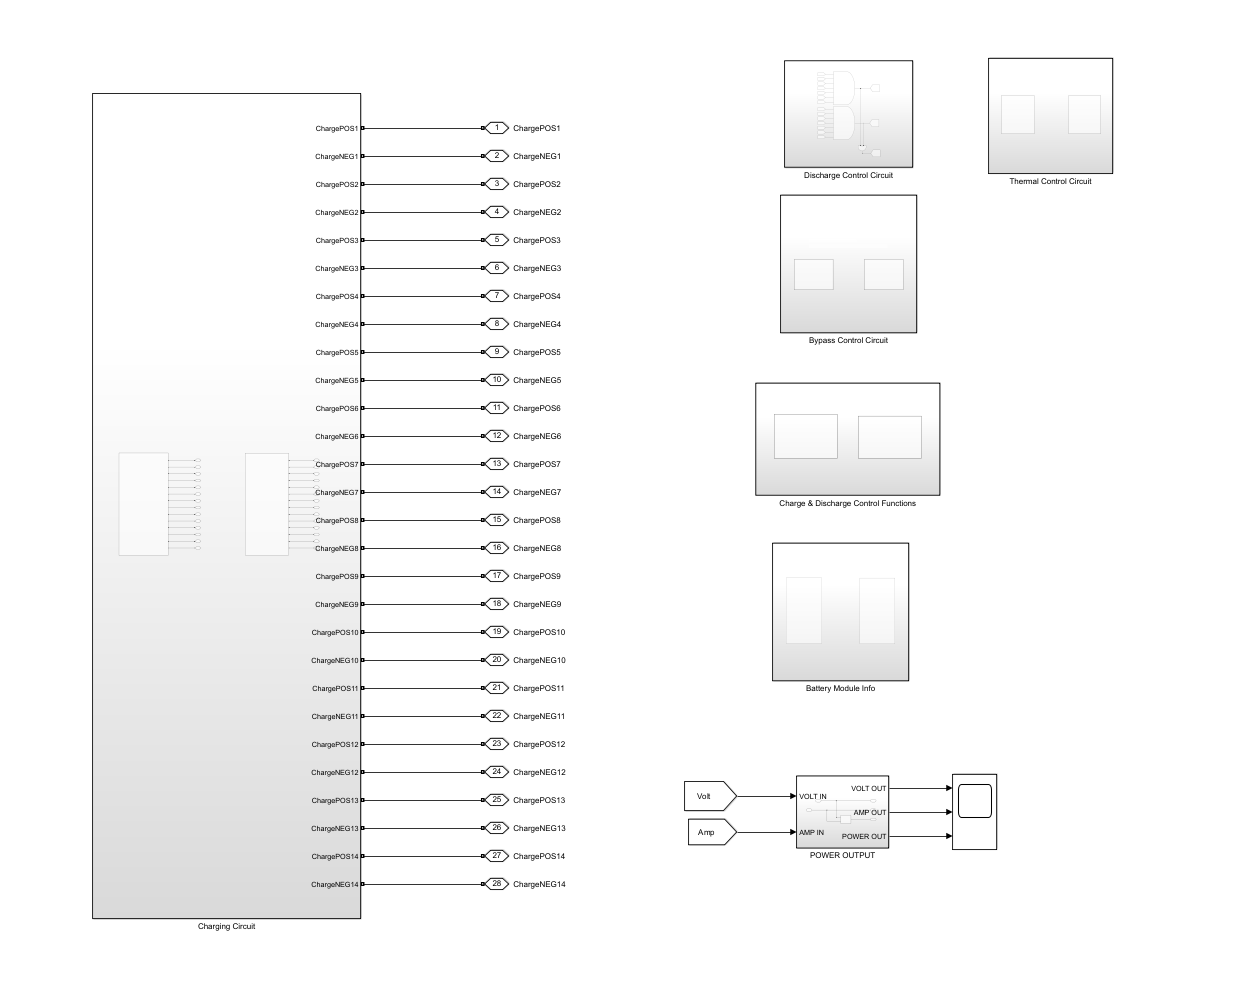 ChargePOS1 1 ChargePOS1
ChargeNEG1 2 ChargeNEG1
ChargePOS2 3 ChargePOS2
ChargeNEG2 4 ChargeNEG2
ChargePOS3 5 ChargePOS3
ChargeNEG3 6 ChargeNEG3
ChargePOS4 7 ChargePOS4
ChargeNEG4 8 ChargeNEG4
ChargePOS5 9 ChargePOS5
ChargeNEG5 10 ChargeNEG5
ChargePOS6 11 ChargePOS6
ChargeNEG6 12 ChargeNEG6
ChargePOS7 13 ChargePOS7
ChargeNEG7 14 ChargeNEG7
ChargePOS8 15 ChargePOS8
ChargeNEG8 16 ChargeNEG8
ChargePOS9 17 ChargePOS9
ChargeNEG9 18 ChargeNEG9
ChargePOS10 19 ChargePOS10
ChargeNEG10 20 ChargeNEG10
ChargePOS11 21 ChargePOS11
ChargeNEG11 22 ChargeNEG11
ChargePOS12 23 ChargePOS12
ChargeNEG12 24 ChargeNEG12
ChargePOS13 25 ChargePOS13
ChargeNEG13 26 ChargeNEG13
ChargePOS14 27 ChargePOS14
ChargeNEG14 28 ChargeNEG14
Charging Circuit
Discharge Control Circuit
Thermal Control Circuit
Bypass Control Circuit
Charge & Discharge Control Functions
Battery Module Info
Volt
Amp
VOLT IN
AMP IN
VOLT OUT
AMP OUT
POWER OUT
POWER OUTPUT